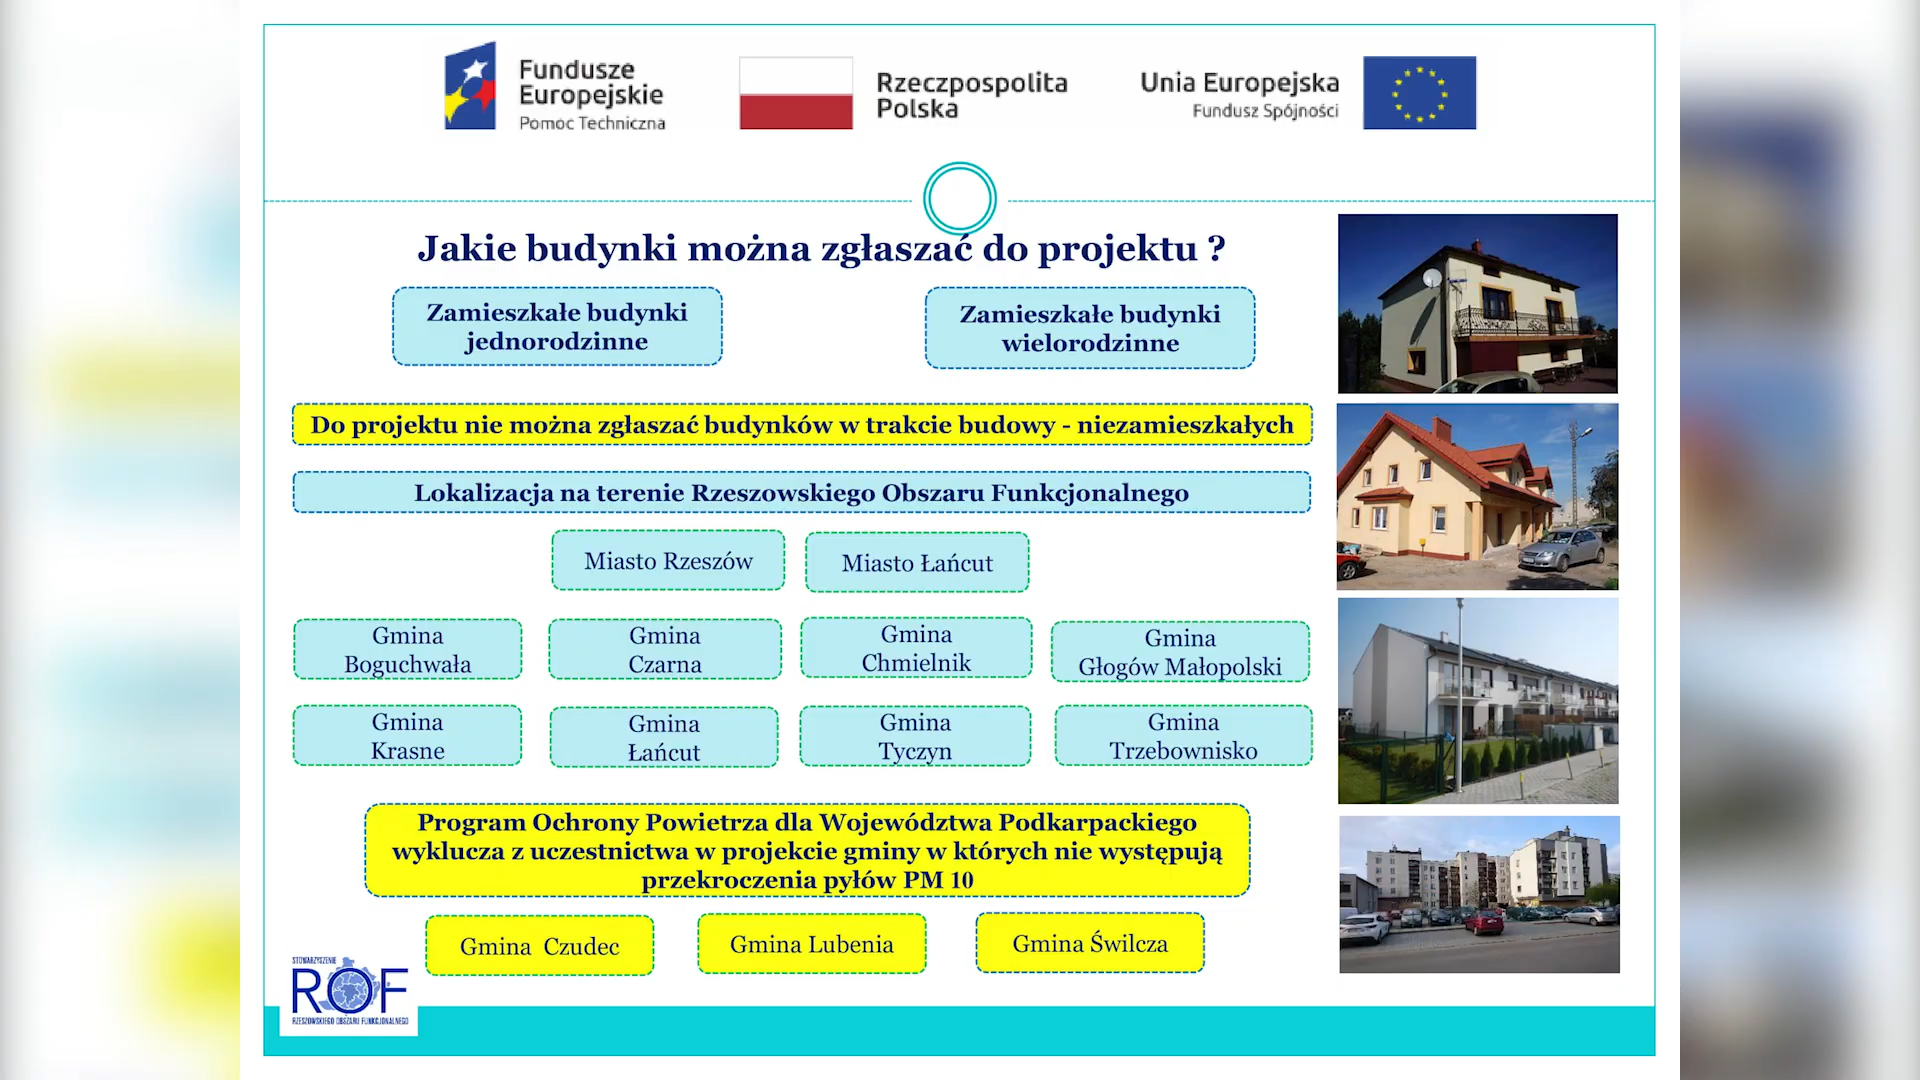 Fundusze
Europejskie
Pomoc Techniczna
Rzeczpospolita
Polska
Unia Europejska
Fundusz Spójności
Jakie budynki można zgłaszać do projektu ?
Zamieszkałe budynki
jednorodzinne
Zamieszkałe budynki
wielorodzinne
Do projektu nie można zgłaszać budynków w trakcie budowy - niezamieszkałych
Lokalizacja na terenie Rzeszowskiego Obszaru Funkcjonalnego
Miasto Rzeszów
Miasto Łańcut
Gmina
Boguchwała
Gmina
Czarna
Gmina
Chmielnik
Gmina
Głogów Małopolski
Gmina
Krasne
Gmina
Łańcut
Gmina
Tyczyn
Gmina
Trzebownisko
Program Ochrony Powietrza dla Województwa Podkarpackiego
wyklucza z uczestnictwa w projekcie gminy w których nie występują
przekroczenia pyłów PM 10
Gmina Czudec
Gmina Lubenia
Gmina Świlcza
STOWARZYSZENIE
ROF
RZESZOWSKIEGO OBSZARU FUNKCJONALNEGO